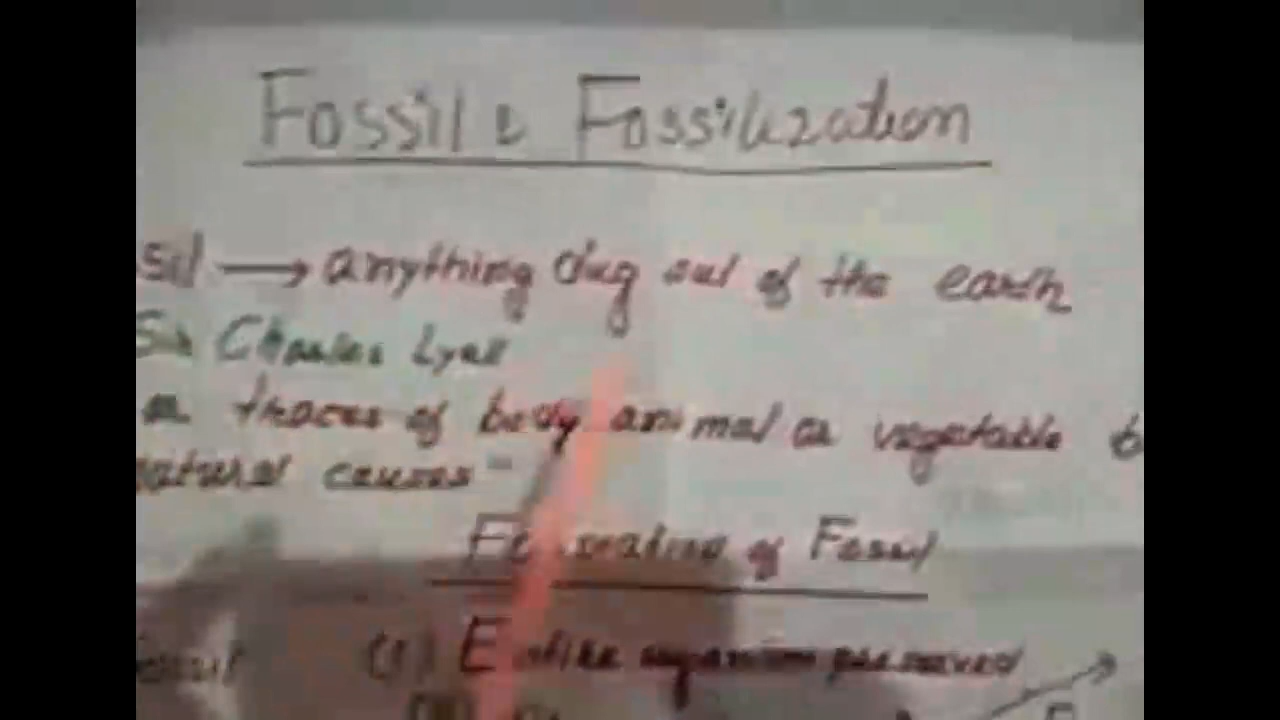 Fossil & Fossilization
sil → anything dug out of the earth
Sir Charles Lyell
or traces of body animal or vegetable
natural causes"
of Fossil
(1) Entire organism preserved